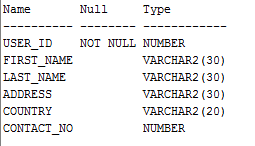 Name       Null     Type
---------- -------- ------------
USER_ID    NOT NULL NUMBER
FIRST_NAME          VARCHAR2(30)
LAST_NAME           VARCHAR2(30)
ADDRESS             VARCHAR2(30)
COUNTRY             VARCHAR2(20)
CONTACT_NO          NUMBER